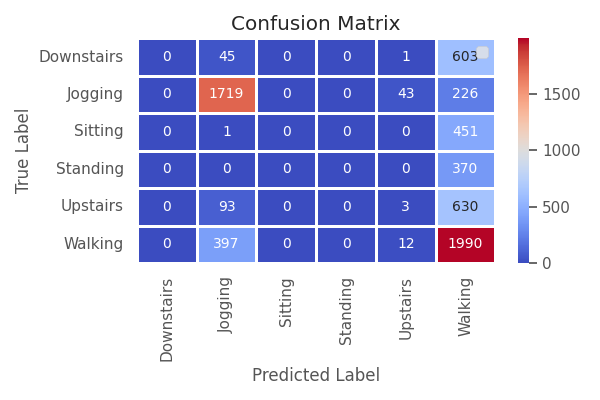 Confusion Matrix
True Label
Downstairs 0 45 0 0 1 603
Jogging 0 1719 0 0 43 226
Sitting 0 1 0 0 0 451
Standing 0 0 0 0 0 370
Upstairs 0 93 0 0 3 630
Walking 0 397 0 0 12 1990
Downstairs Jogging Sitting Standing Upstairs Walking
Predicted Label
1500
1000
500
0